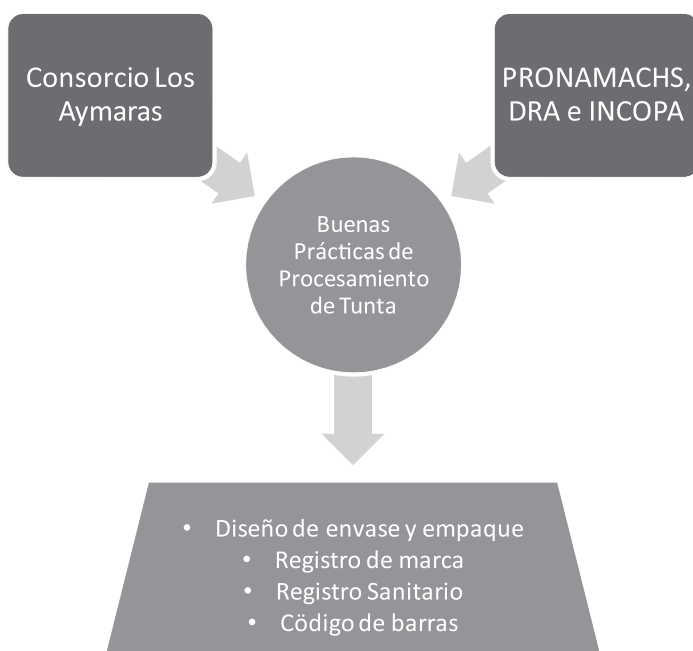 Consorcio Los
Aymaras
PRONAMACHS,
DRA e INCOPA
Buenas
Prácticas de
Procesamiento
de Tunta
• Diseño de envase y empaque
• Registro de marca
• Registro Sanitario
• Cödigo de barras